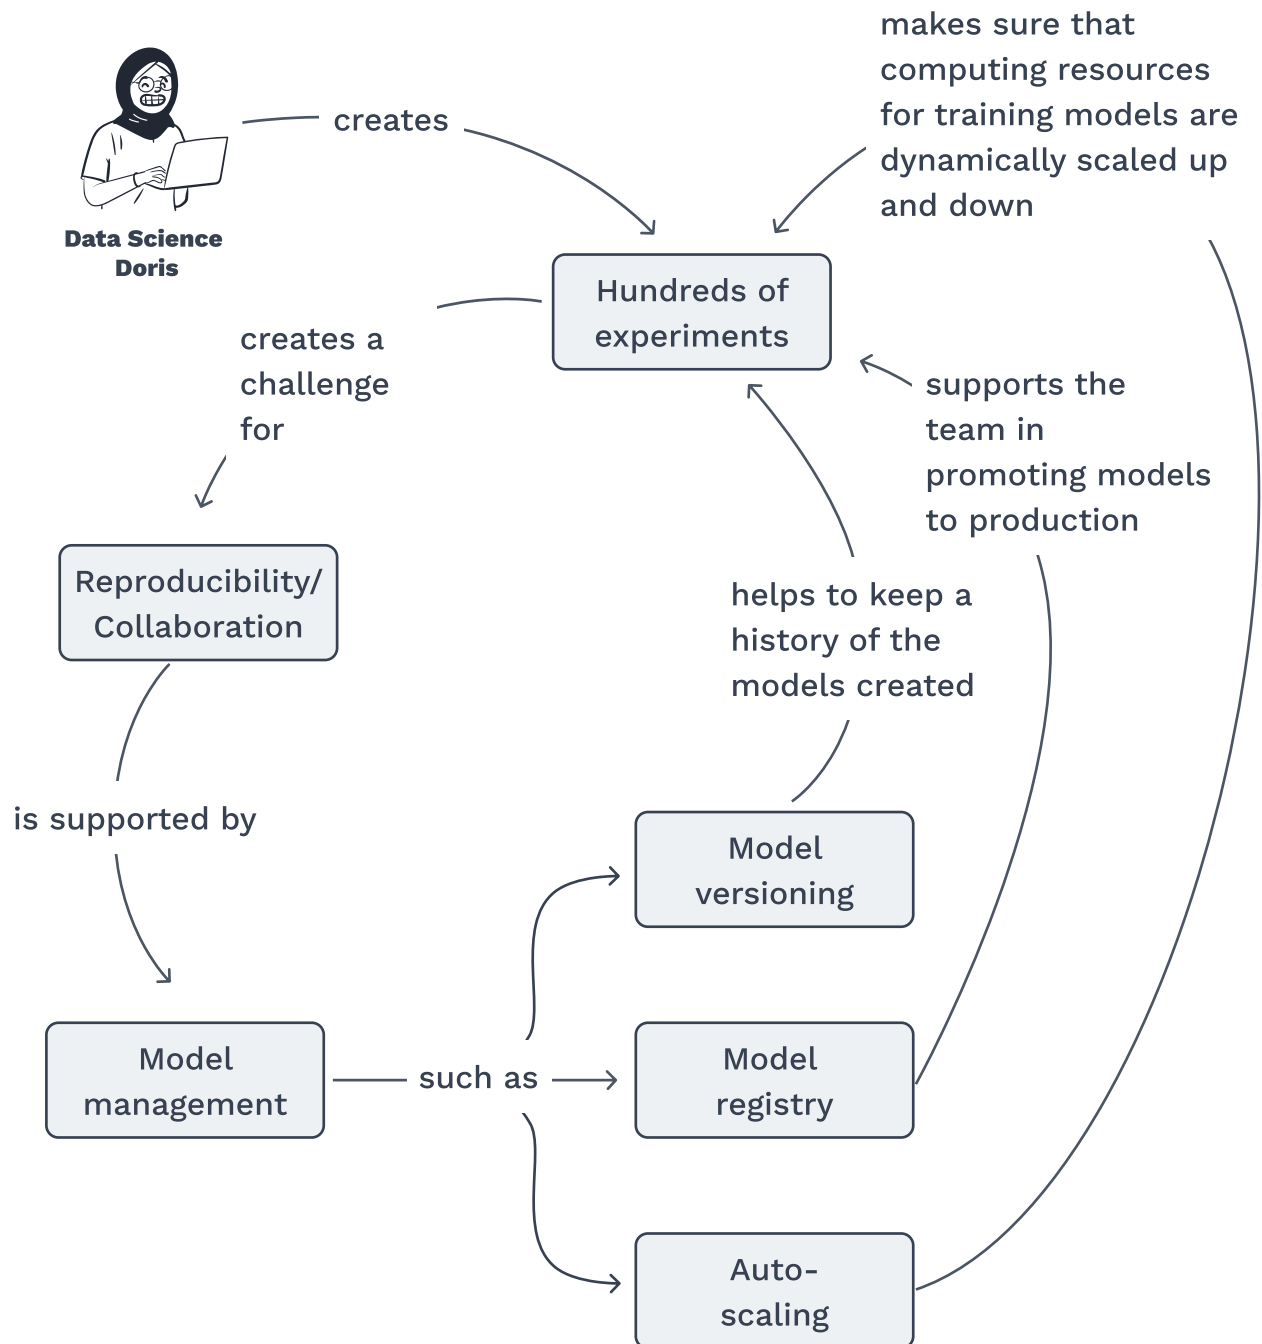 makes sure that
computing resources
for training models are
dynamically scaled up
and down
creates
Data Science
Doris
Hundreds of
experiments
creates a
challenge
for
supports the
team in
promoting models
to production
Reproducibility/
Collaboration
helps to keep a
history of the
models created
is supported by
Model
versioning
Model
management
such as
Model
registry
Auto-
scaling